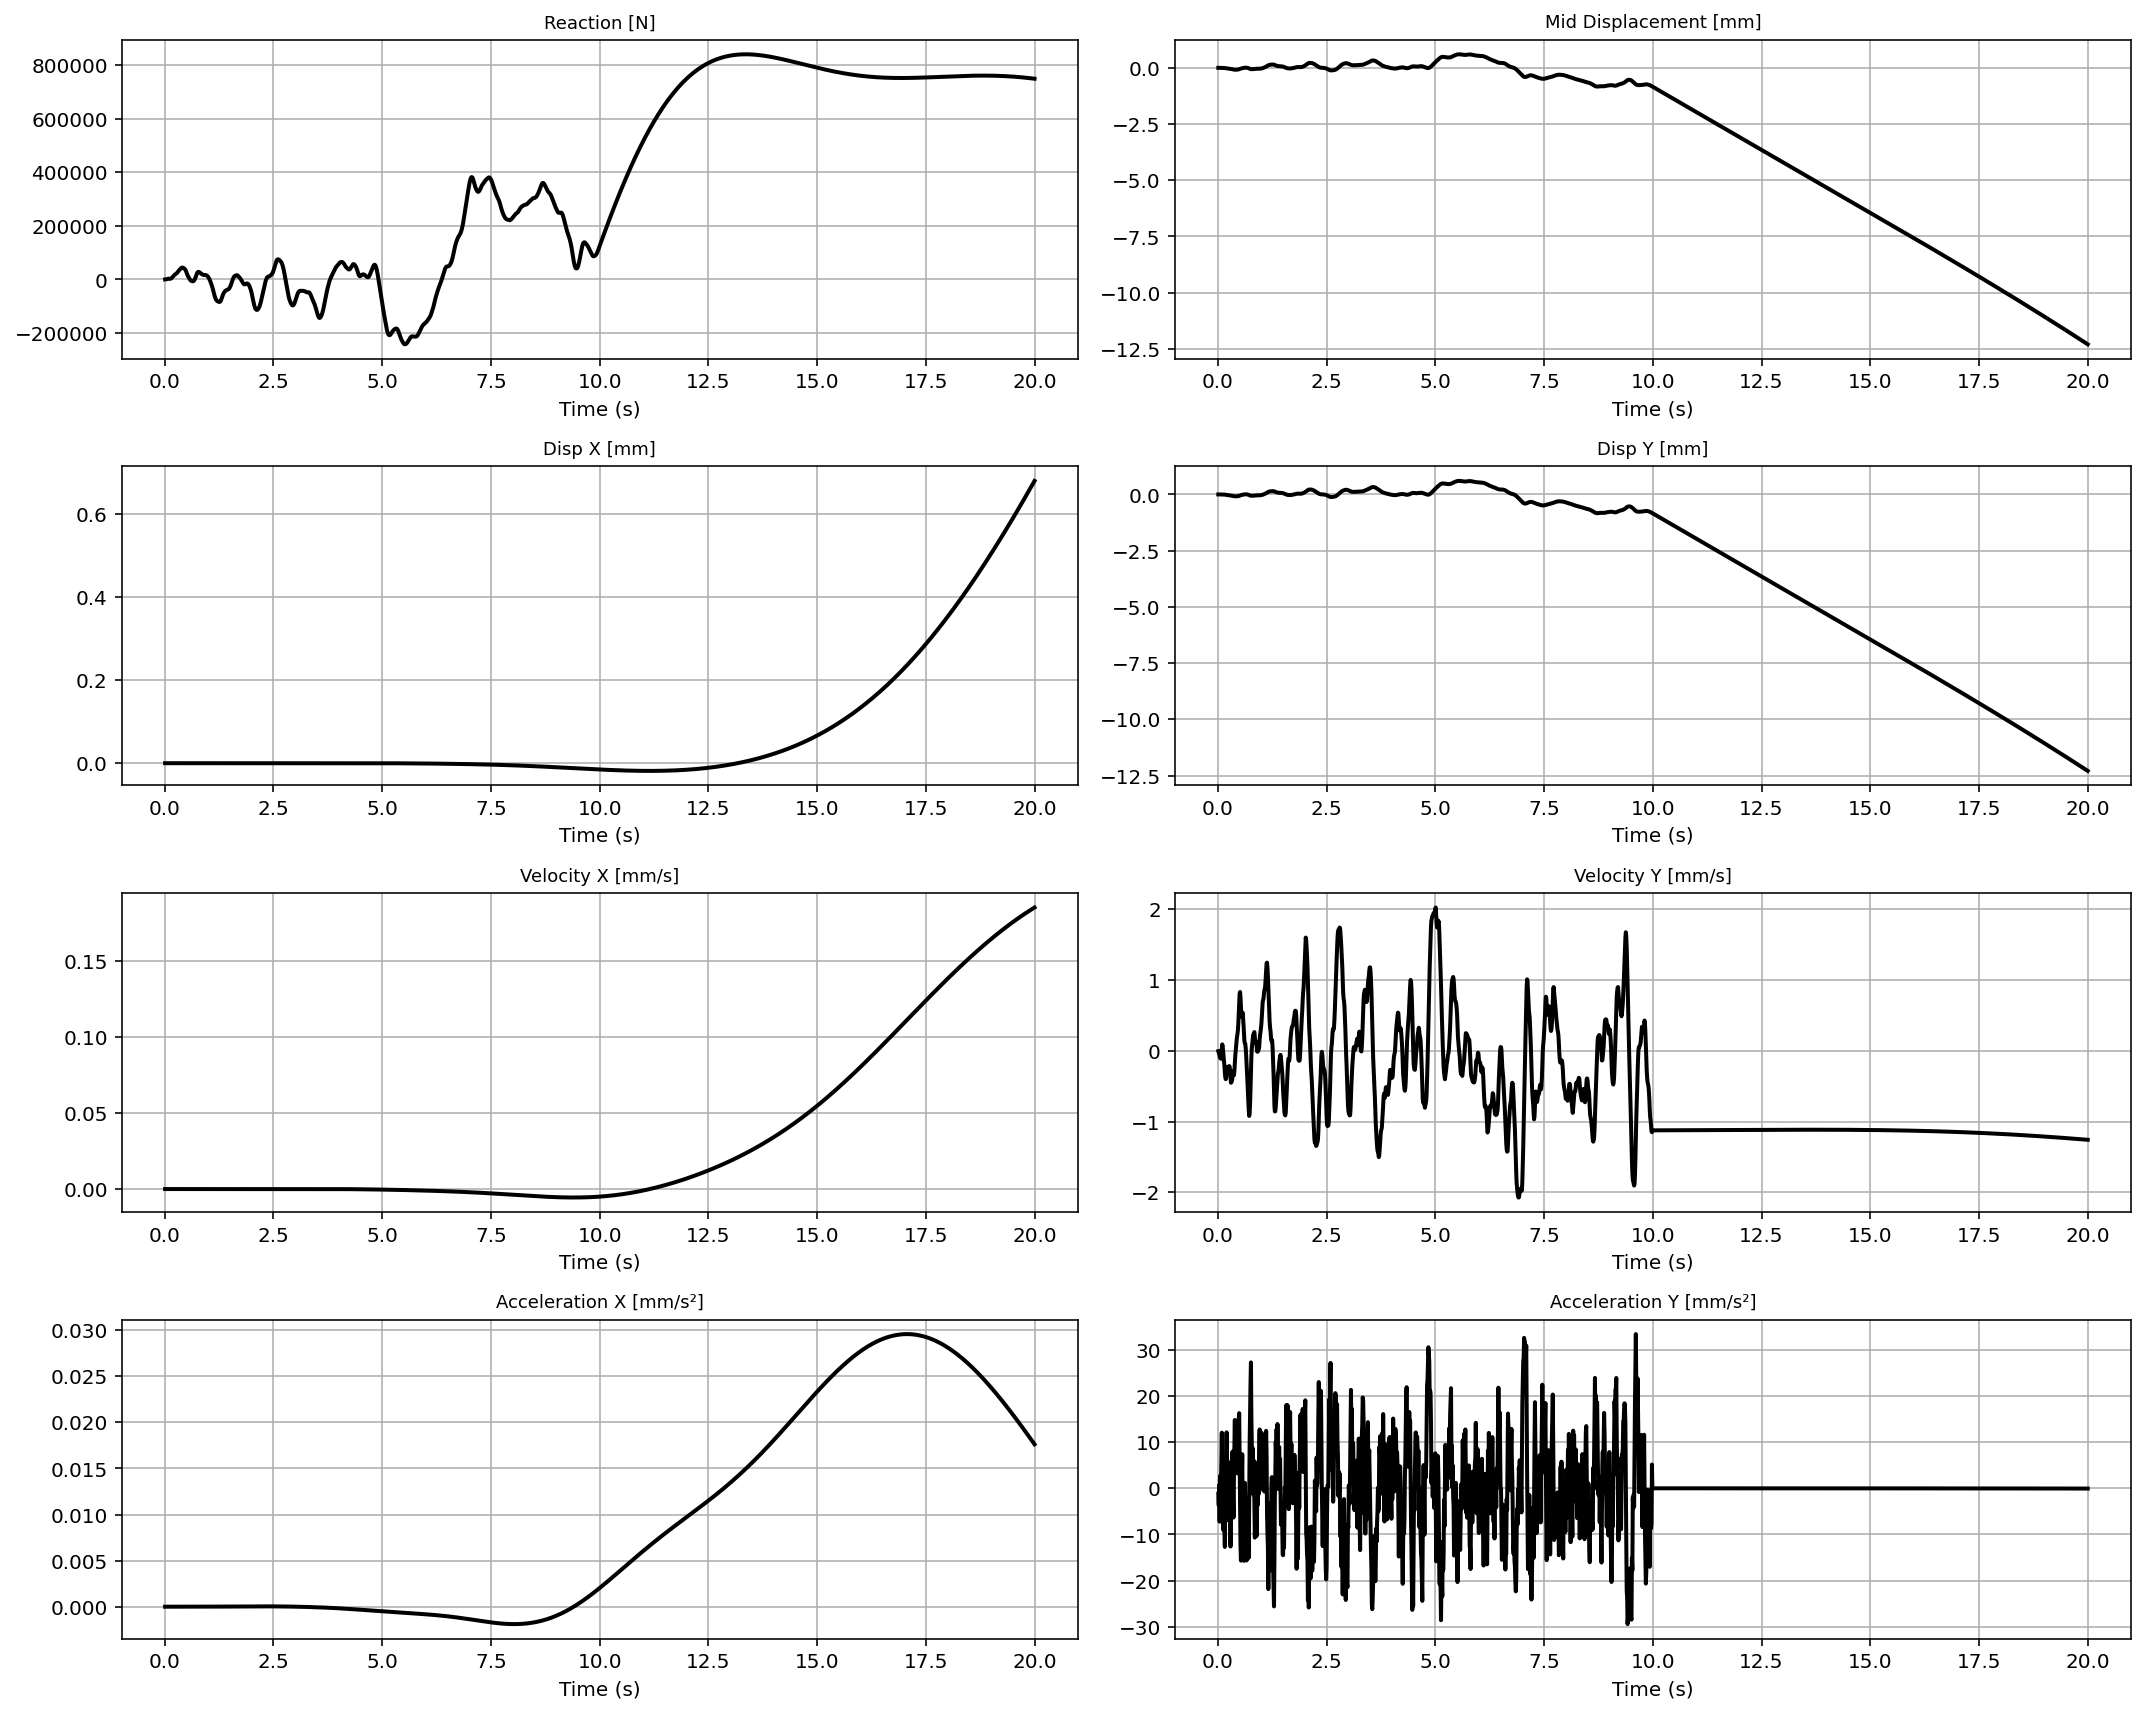 Reaction [N]
800000
600000
400000
200000
0
−200000
0.0 2.5 5.0 7.5 10.0 12.5 15.0 17.5 20.0
Time (s)
Mid Displacement [mm]
0.0
−2.5
−5.0
−7.5
−10.0
−12.5
0.0 2.5 5.0 7.5 10.0 12.5 15.0 17.5 20.0
Time (s)
Disp X [mm]
0.6
0.4
0.2
0.0
0.0 2.5 5.0 7.5 10.0 12.5 15.0 17.5 20.0
Time (s)
Disp Y [mm]
0.0
−2.5
−5.0
−7.5
−10.0
−12.5
0.0 2.5 5.0 7.5 10.0 12.5 15.0 17.5 20.0
Time (s)
Velocity X [mm/s]
0.15
0.10
0.05
0.00
0.0 2.5 5.0 7.5 10.0 12.5 15.0 17.5 20.0
Time (s)
Velocity Y [mm/s]
2
1
0
−1
−2
0.0 2.5 5.0 7.5 10.0 12.5 15.0 17.5 20.0
Time (s)
Acceleration X [mm/s²]
0.030
0.025
0.020
0.015
0.010
0.005
0.000
0.0 2.5 5.0 7.5 10.0 12.5 15.0 17.5 20.0
Time (s)
Acceleration Y [mm/s²]
30
20
10
0
−10
−20
−30
0.0 2.5 5.0 7.5 10.0 12.5 15.0 17.5 20.0
Time (s)